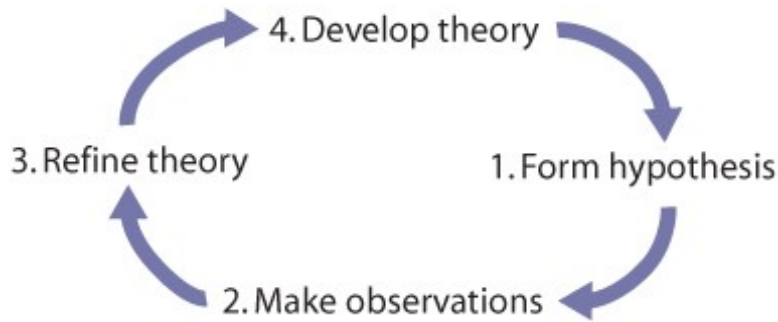 4. Develop theory
3. Refine theory
1. Form hypothesis
2. Make observations